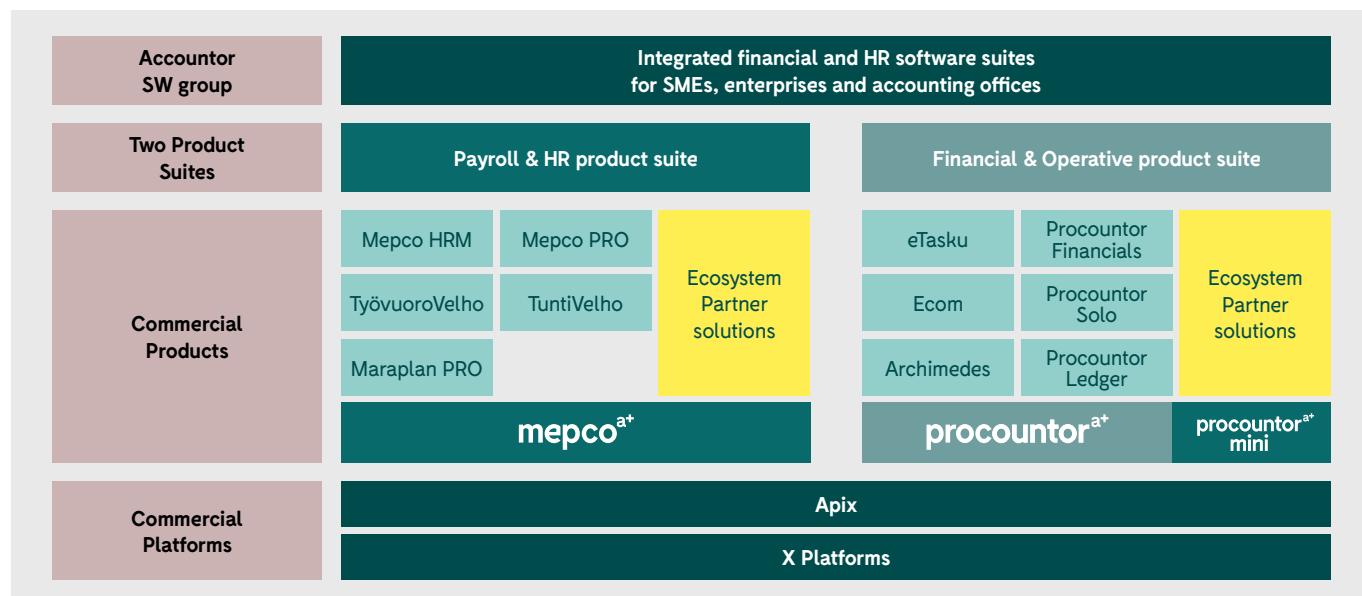 Accountor
SW group
Integrated financial and HR software suites
for SMEs, enterprises and accounting offices
Two Product
Suites
Payroll & HR product suite
Financial & Operative product suite
Commercial
Products
Mepco HRM
Mepco PRO
TyövuoroVelho
TuntiVelho
Maraplan PRO
Ecosystem
Partner
solutions
mepco a+
eTasku
Procountor
Financials
Ecom
Procountor
Solo
Archimedes
Procountor
Ledger
Ecosystem
Partner
solutions
procountor a+
procountor a+
mini
Commercial
Platforms
Apix
X Platforms